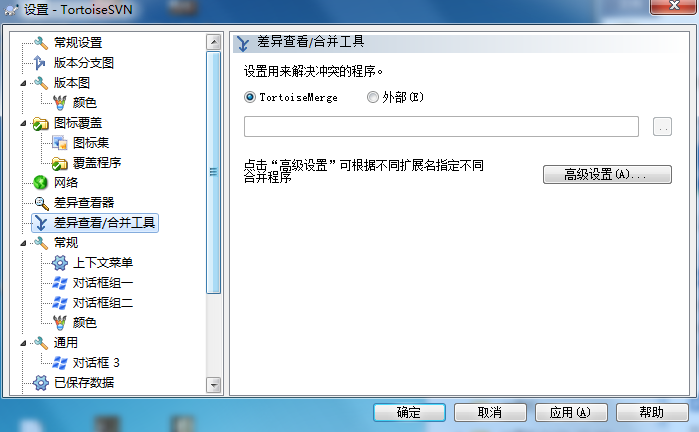 设置 - TortoiseSVN
常规设置
版本分支图
版本图
颜色
图标覆盖
图标集
覆盖程序
网络
差异查看器
差异查看/合并工具
常规
上下文菜单
对话框组一
对话框组二
颜色
通用
对话框 3
已保存数据
差异查看/合并工具
设置用来解决冲突的程序。
TortoiseMerge 外部(E)
..
点击“高级设置”可根据不同扩展名指定不同
合并程序
高级设置(A)...
确定 取消 应用(A) 帮助